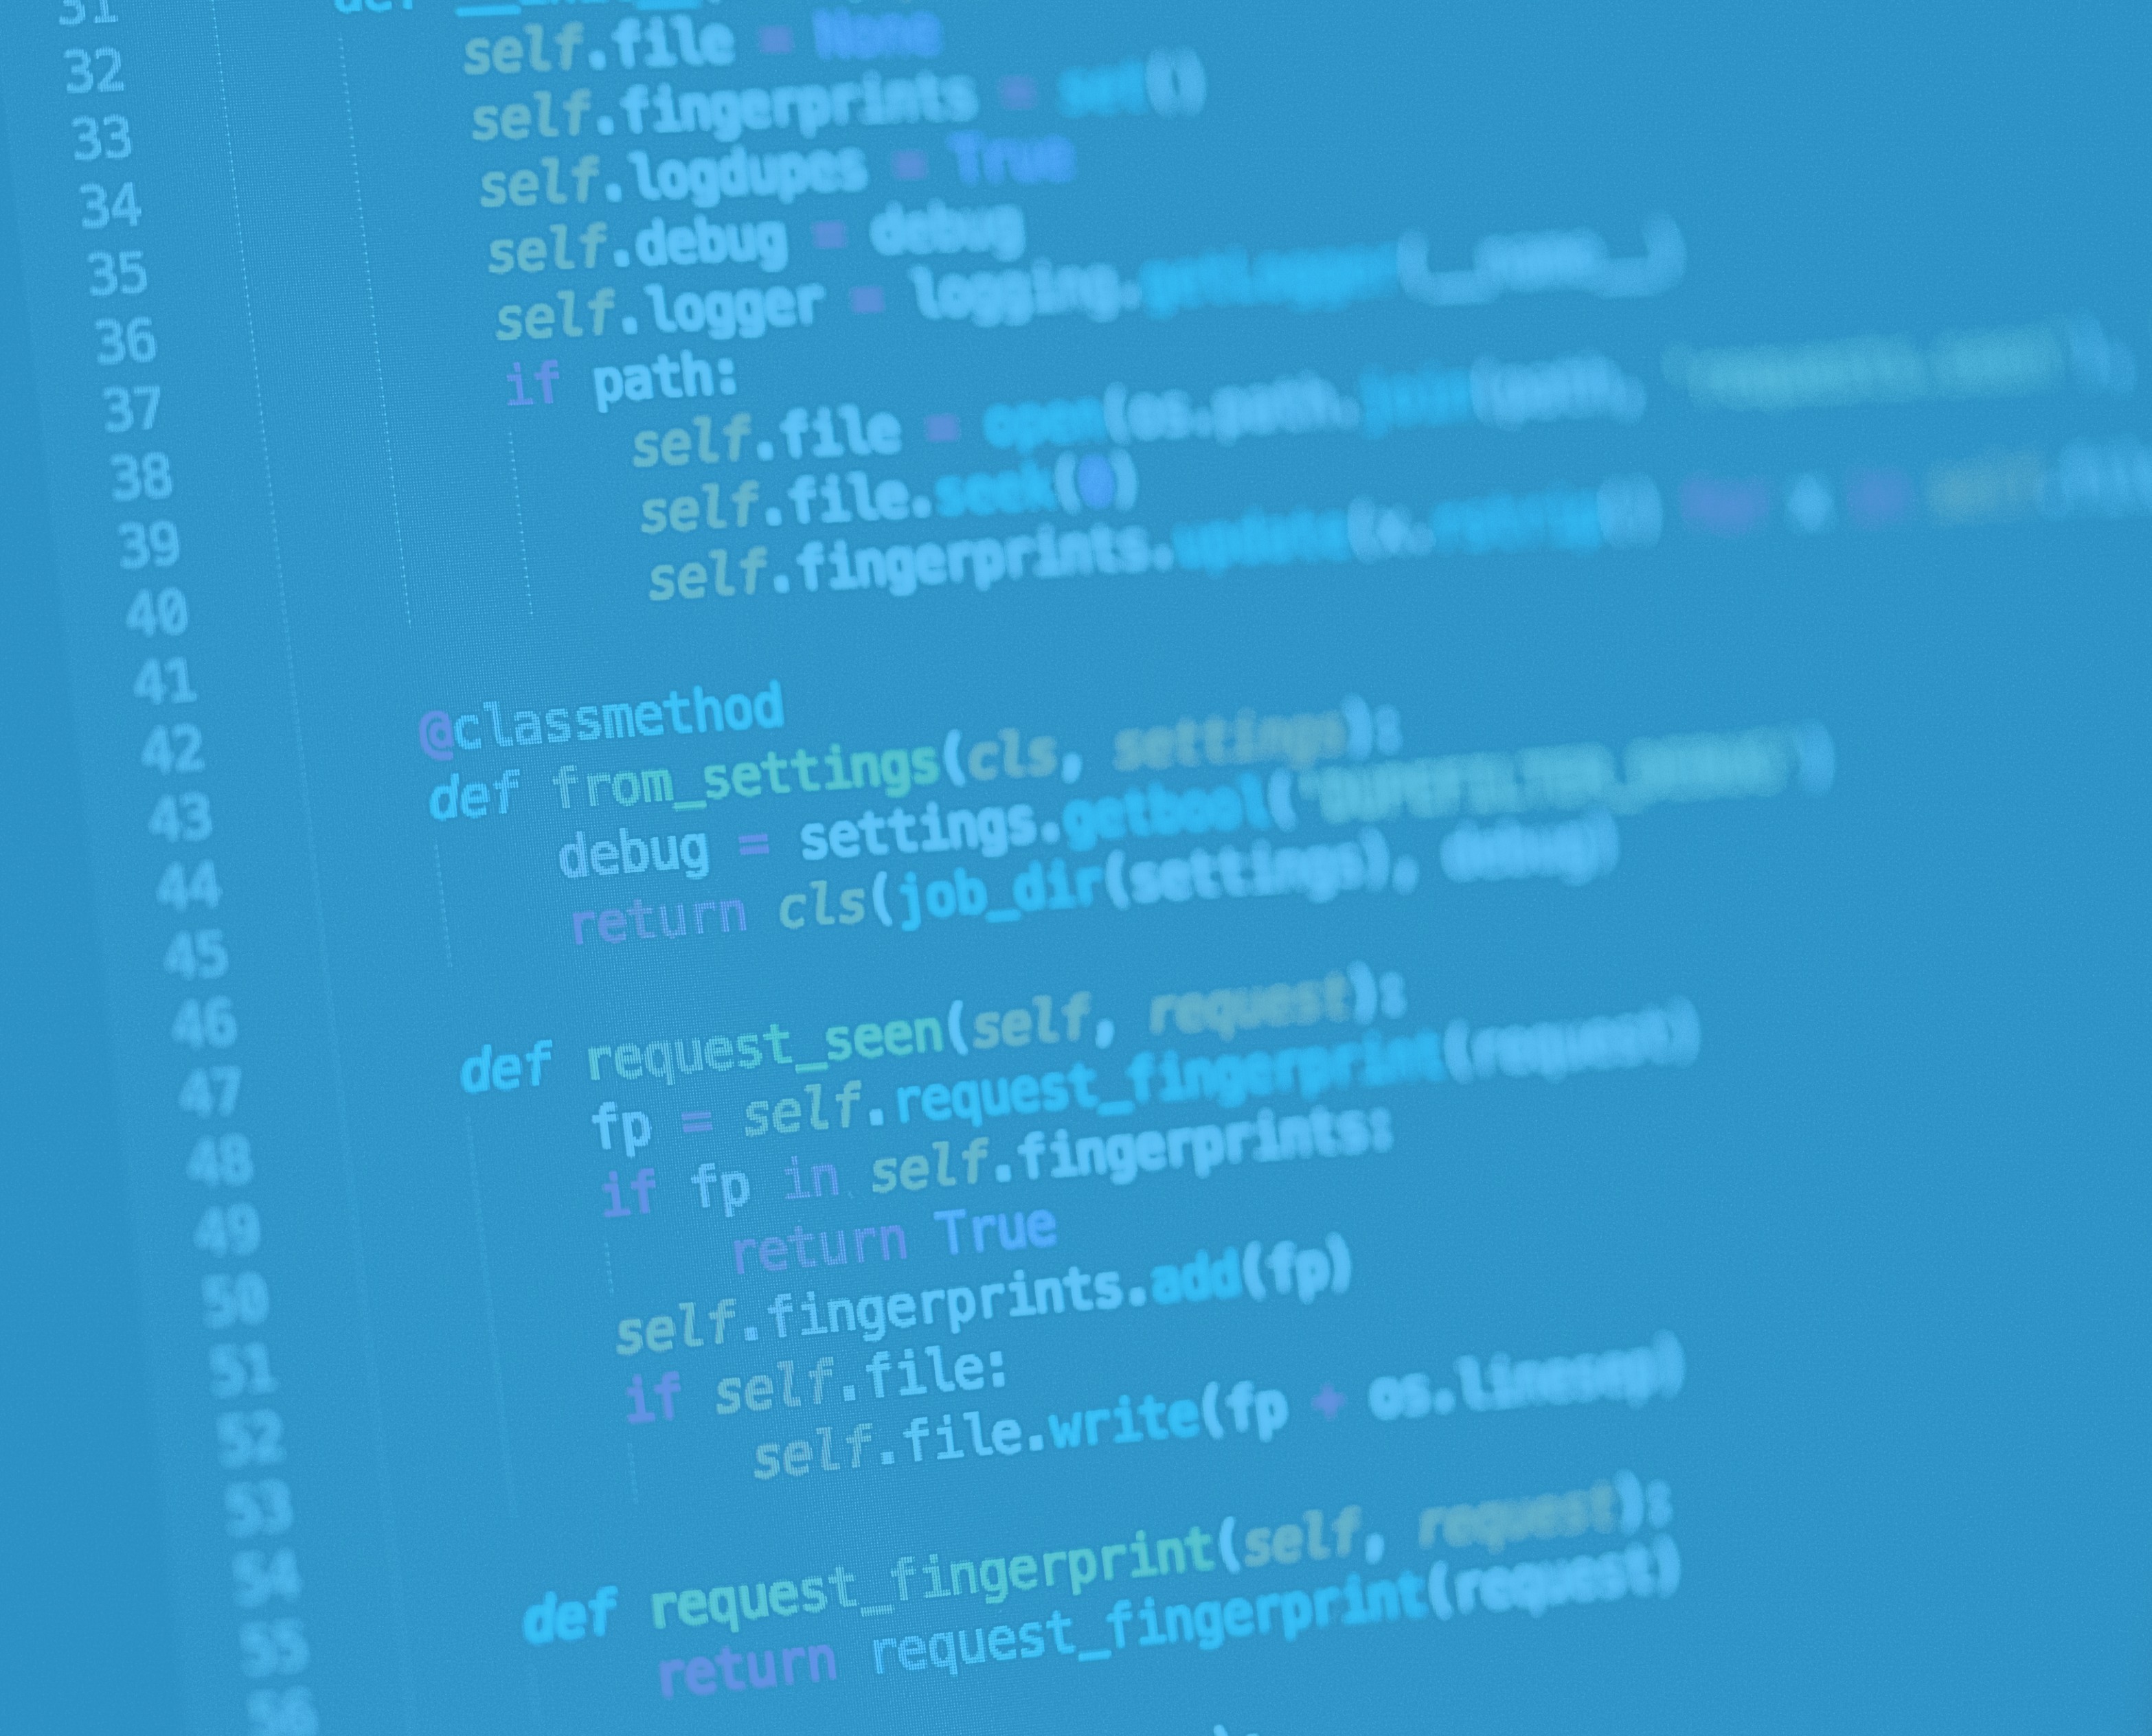 31 def __init__(
32 self.file = None
33 self.fingerprints = set()
34 self.logdupes = True
35 self.debug = debug
36 self.logger = logging.getLogger(__name__)
37 if path:
38 self.file = open(os.path.join(path,
39 self.file.seek(0)
40 self.fingerprints.update(
41
42 @classmethod
43 def from_settings(cls, settings):
44 debug = settings.getbool('DUPEFILTER_DEBUG')
45 return cls(job_dir(settings), debug)
46
47 def request_seen(self, request):
48 fp = self.request_fingerprint(request)
49 if fp in self.fingerprints:
50 return True
51 self.fingerprints.add(fp)
52 if self.file:
53 self.file.write(fp + os.linesep)
54
55 def request_fingerprint(self, request):
56 return request_fingerprint(request)